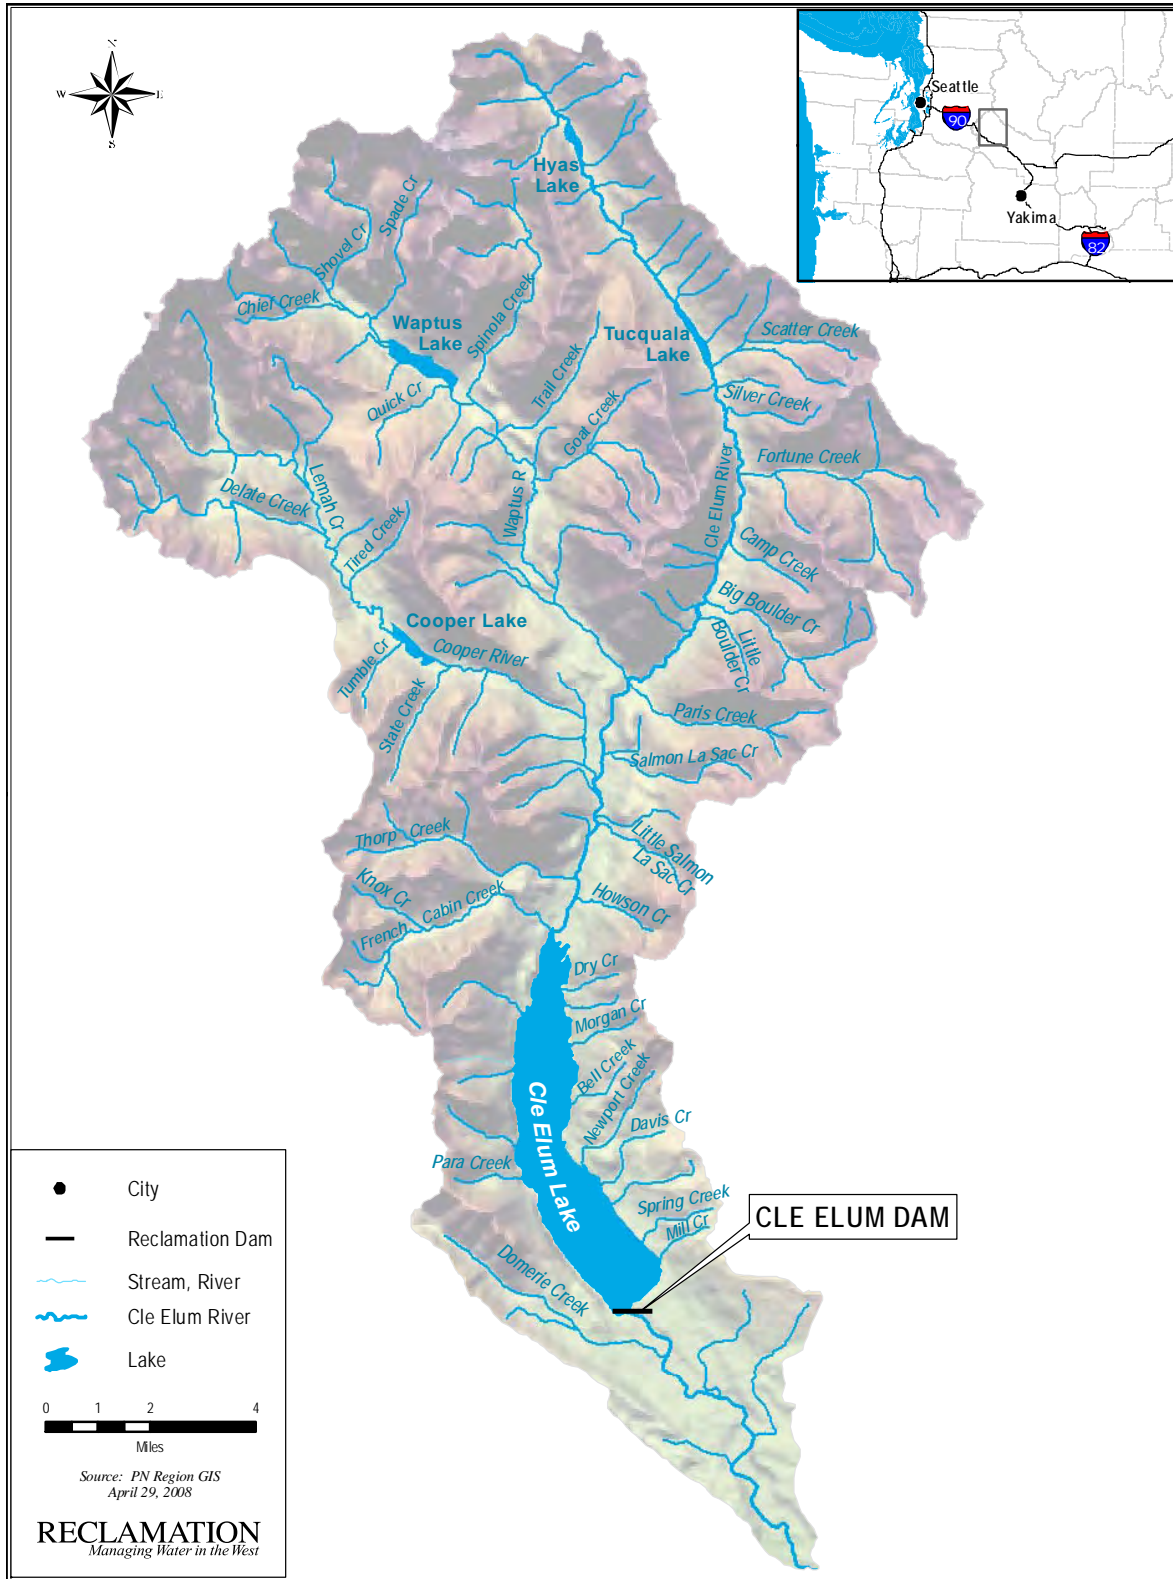 N
W
E
S
Seattle
90
Yakima
82
Hyas
Lake
Spade Cr
Shovel Cr
Chief Creek
Waptus
Lake
Spinola Creek
Tucquala
Lake
Scatter Creek
Trail Creek
Quick Cr
Silver Creek
Goat Creek
Cle Elum River
Fortune Creek
Lemah Cr
Delate Creek
Waptus R
Tired Creek
Camp Creek
Big Boulder Cr
Little
Boulder Cr
Cooper Lake
Cooper River
Tumble Cr
State Creek
Paris Creek
Salmon La Sac Cr
Thorp Creek
Little Salmon
La Sac Cr
Knox Cr
French Cabin Creek
Howson Cr
Dry Cr
Morgan Cr
Bell Creek
Newport Creek
Davis Cr
Cle Elum Lake
Para Creek
Spring Creek
Mill Cr
CLE ELUM DAM
Domerie Creek
City
Reclamation Dam
Stream, River
Cle Elum River
Lake
0 1 2 4
Miles
Source: PN Region GIS
April 29, 2008
RECLAMATION
Managing Water in the West